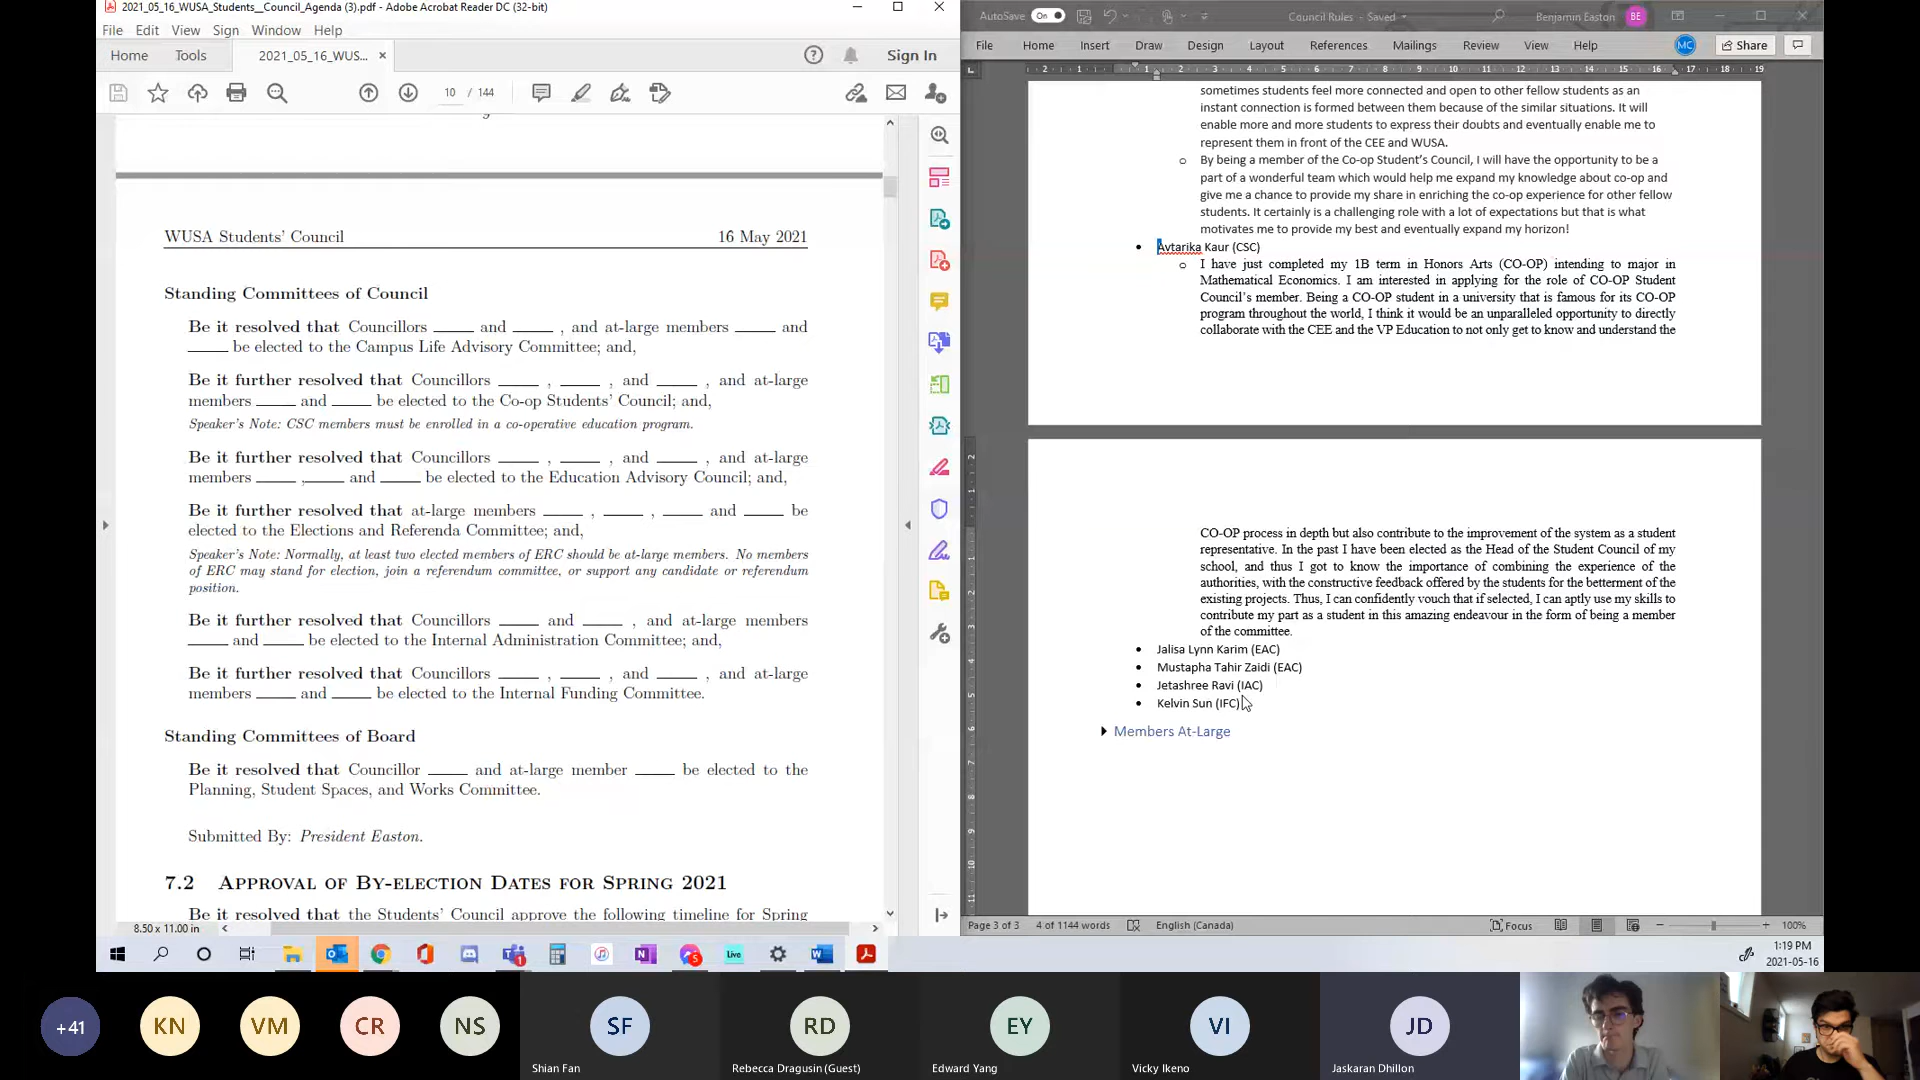 2021_05_16_WUSA_Students__Council_Agenda (3).pdf - Adobe Acrobat Reader DC (32-bit)
File Edit View Sign Window Help
Home Tools 2021_05_16_WUS... × Sign In
10 / 144
WUSA Students' Council 16 May 2021
Standing Committees of Council
Be it resolved that Councillors ____ and ____ , and at-large members ____ and
____ be elected to the Campus Life Advisory Committee; and,
Be it further resolved that Councillors ____ , ____ , and ____ , and at-large
members ____ and ____ be elected to the Co-op Students' Council; and,
Speaker's Note: CSC members must be enrolled in a co-operative education program.
Be it further resolved that Councillors ____ , ____ , and ____ , and at-large
members ____ ,____ and ____ be elected to the Education Advisory Council; and,
Be it further resolved that at-large members ____ , ____ , ____ and ____ be
elected to the Elections and Referenda Committee; and,
Speaker's Note: Normally, at least two elected members of ERC should be at-large members. No members
of ERC may stand for election, join a referendum committee, or support any candidate or referendum
position.
Be it further resolved that Councillors ____ and ____ , and at-large members
____ and ____ be elected to the Internal Administration Committee; and,
Be it further resolved that Councillors ____ , ____ , and ____ , and at-large
members ____ and ____ be elected to the Internal Funding Committee.
Standing Committees of Board
Be it resolved that Councillor ____ and at-large member ____ be elected to the
Planning, Student Spaces, and Works Committee.
Submitted By: President Easton.
7.2 Approval of By-election Dates for Spring 2021
Be it resolved that the Students' Council approve the following timeline for Spring
8.50 x 11.00 in
AutoSave On Council Rules - Saved Benjamin Easton BE
File Home Insert Draw Design Layout References Mailings Review View Help MC Share
2 1 1 2 3 4 5 6 7 8 9 10 11 12 13 14 15 16 17 18 19
sometimes students feel more connected and open to other fellow students as an
instant connection is formed between them because of the similar situations. It will
enable more and more students to express their doubts and eventually enable me to
represent them in front of the CEE and WUSA.
o By being a member of the Co-op Student's Council, I will have the opportunity to be a
part of a wonderful team which would help me expand my knowledge about co-op and
give me a chance to provide my share in enriching the co-op experience for other fellow
students. It certainly is a challenging role with a lot of expectations but that is what
motivates me to provide my best and eventually expand my horizon!
• Avtarika Kaur (CSC)
o I have just completed my 1B term in Honors Arts (CO-OP) intending to major in
Mathematical Economics. I am interested in applying for the role of CO-OP Student
Council's member. Being a CO-OP student in a university that is famous for its CO-OP
program throughout the world, I think it would be an unparalleled opportunity to directly
collaborate with the CEE and the VP Education to not only get to know and understand the
CO-OP process in depth but also contribute to the improvement of the system as a student
representative. In the past I have been elected as the Head of the Student Council of my
school, and thus I got to know the importance of combining the experience of the
authorities, with the constructive feedback offered by the students for the betterment of the
existing projects. Thus, I can confidently vouch that if selected, I can aptly use my skills to
contribute my part as a student in this amazing endeavour in the form of being a member
of the committee.
• Jalisa Lynn Karim (EAC)
• Mustapha Tahir Zaidi (EAC)
• Jetashree Ravi (IAC)
• Kelvin Sun (IFC)
Members At-Large
Page 3 of 3 4 of 1144 words English (Canada) Focus 100%
Live
1:19 PM
2021-05-16
+41 KN VM CR NS SF RD EY VI JD
Shian Fan Rebecca Dragusin (Guest) Edward Yang Vicky Ikeno Jaskaran Dhillon